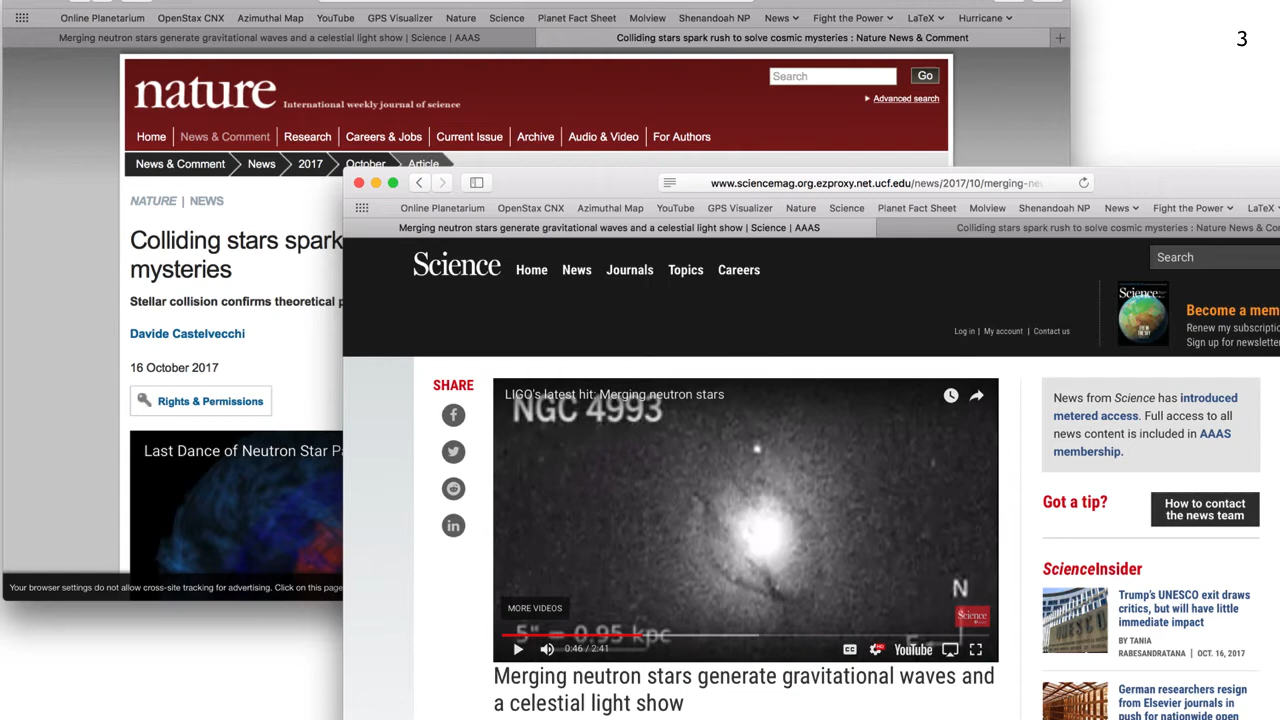 Online Planetarium OpenStax CNX Azimuthal Map YouTube GPS Visualizer Nature Science Planet Fact Sheet Molview Shenandoah NP News Fight the Power LaTeX Hurricane
Merging neutron stars generate gravitational waves and a celestial light show | Science | AAAS
Colliding stars spark rush to solve cosmic mysteries : Nature News & Comment
3
nature International weekly journal of science
Search Go
Advanced search
Home News & Comment Research Careers & Jobs Current Issue Archive Audio & Video For Authors
News & Comment News 2017 October Article
NATURE | NEWS
Colliding stars spark
mysteries
Stellar collision confirms theoretical
Davide Castelvecchi
16 October 2017
Rights & Permissions
Last Dance of Neutron Star
Your browser settings do not allow cross-site tracking for advertising. Click on this page
www.sciencemag.org.ezproxy.net.ucf.edu/news/2017/10/merging-
Online Planetarium OpenStax CNX Azimuthal Map YouTube GPS Visualizer Nature Science Planet Fact Sheet Molview Shenandoah NP News Fight the Power LaTeX
Merging neutron stars generate gravitational waves and a celestial light show | Science | AAAS
Colliding stars spark rush to solve cosmic mysteries : Nature News &
Science Home News Journals Topics Careers
Search
Science
Become a mem
Renew my subscriptio
Sign up for newsletter
Log in | My account | Contact us
SHARE
LIGO's latest hit: Merging neutron stars
NGC 4993
N
MORE VIDEOS
Science
5" = 0.95 kpc
0:46 / 2:41
CC HD YouTube
Merging neutron stars generate gravitational waves and
a celestial light show
News from Science has introduced
metered access. Full access to all
news content is included in AAAS
membership.
Got a tip?
How to contact
the news team
ScienceInsider
Trump's UNESCO exit draws
critics, but will have little
immediate impact
BY TANIA
RABESANDRATANA | OCT. 16, 2017
German researchers resign
from Elsevier journals in
push for nationwide open